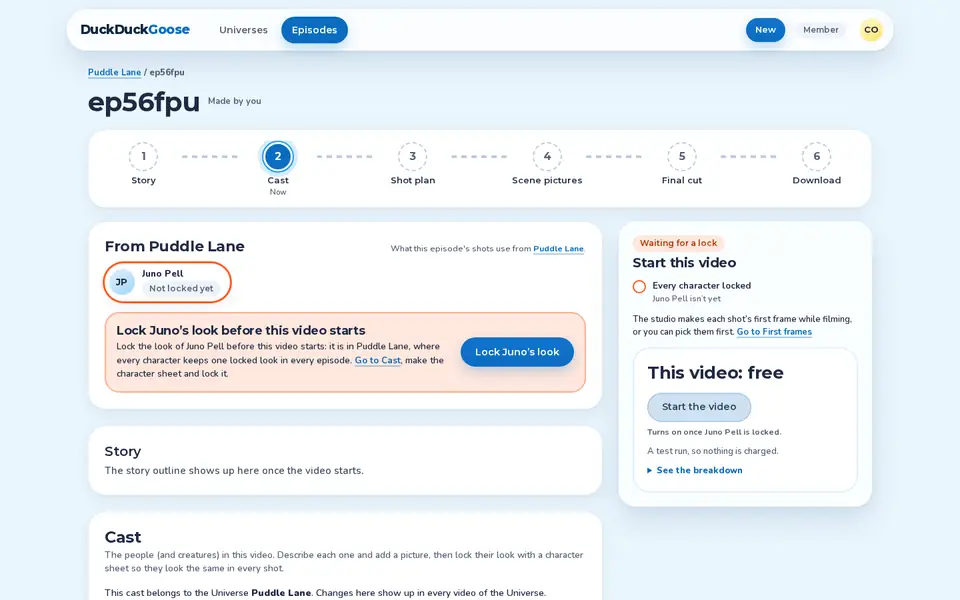 DuckDuckGoose
Universes
Episodes
New
Member
CO
Puddle Lane / ep56fpu
ep56fpu
Made by you
1
Story
2
Cast
Now
3
Shot plan
4
Scene pictures
5
Final cut
6
Download
From Puddle Lane
What this episode's shots use from Puddle Lane.
JP
Juno Pell
Not locked yet
Lock Juno's look before this video starts
Lock the look of Juno Pell before this video starts: it is in Puddle Lane, where
every character keeps one locked look in every episode. Go to Cast, make the
character sheet and lock it.
Lock Juno's look
Story
The story outline shows up here once the video starts.
Cast
The people (and creatures) in this video. Describe each one and add a picture, then lock their look with a character
sheet so they look the same in every shot.
This cast belongs to the Universe Puddle Lane. Changes here show up in every video of the Universe.
Waiting for a lock
Start this video
Every character locked
Juno Pell isn't yet
The studio makes each shot's first frame while filming,
or you can pick them first. Go to First frames
This video: free
Start the video
Turns on once Juno Pell is locked.
A test run, so nothing is charged.
See the breakdown